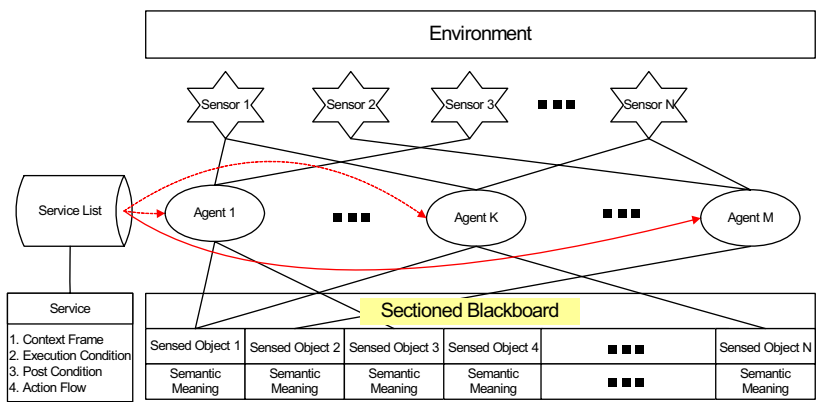 Environment
Sensor 1
Sensor 2
Sensor 3
Sensor N
Service List
Agent 1
Agent K
Agent M
Service
1. Context Frame
2. Execution Condition
3. Post Condition
4. Action Flow
Sectioned Blackboard
Sensed Object 1
Sensed Object 2
Sensed Object 3
Sensed Object 4
Sensed Object N
Semantic
Meaning
Semantic
Meaning
Semantic
Meaning
Semantic
Meaning
Semantic
Meaning